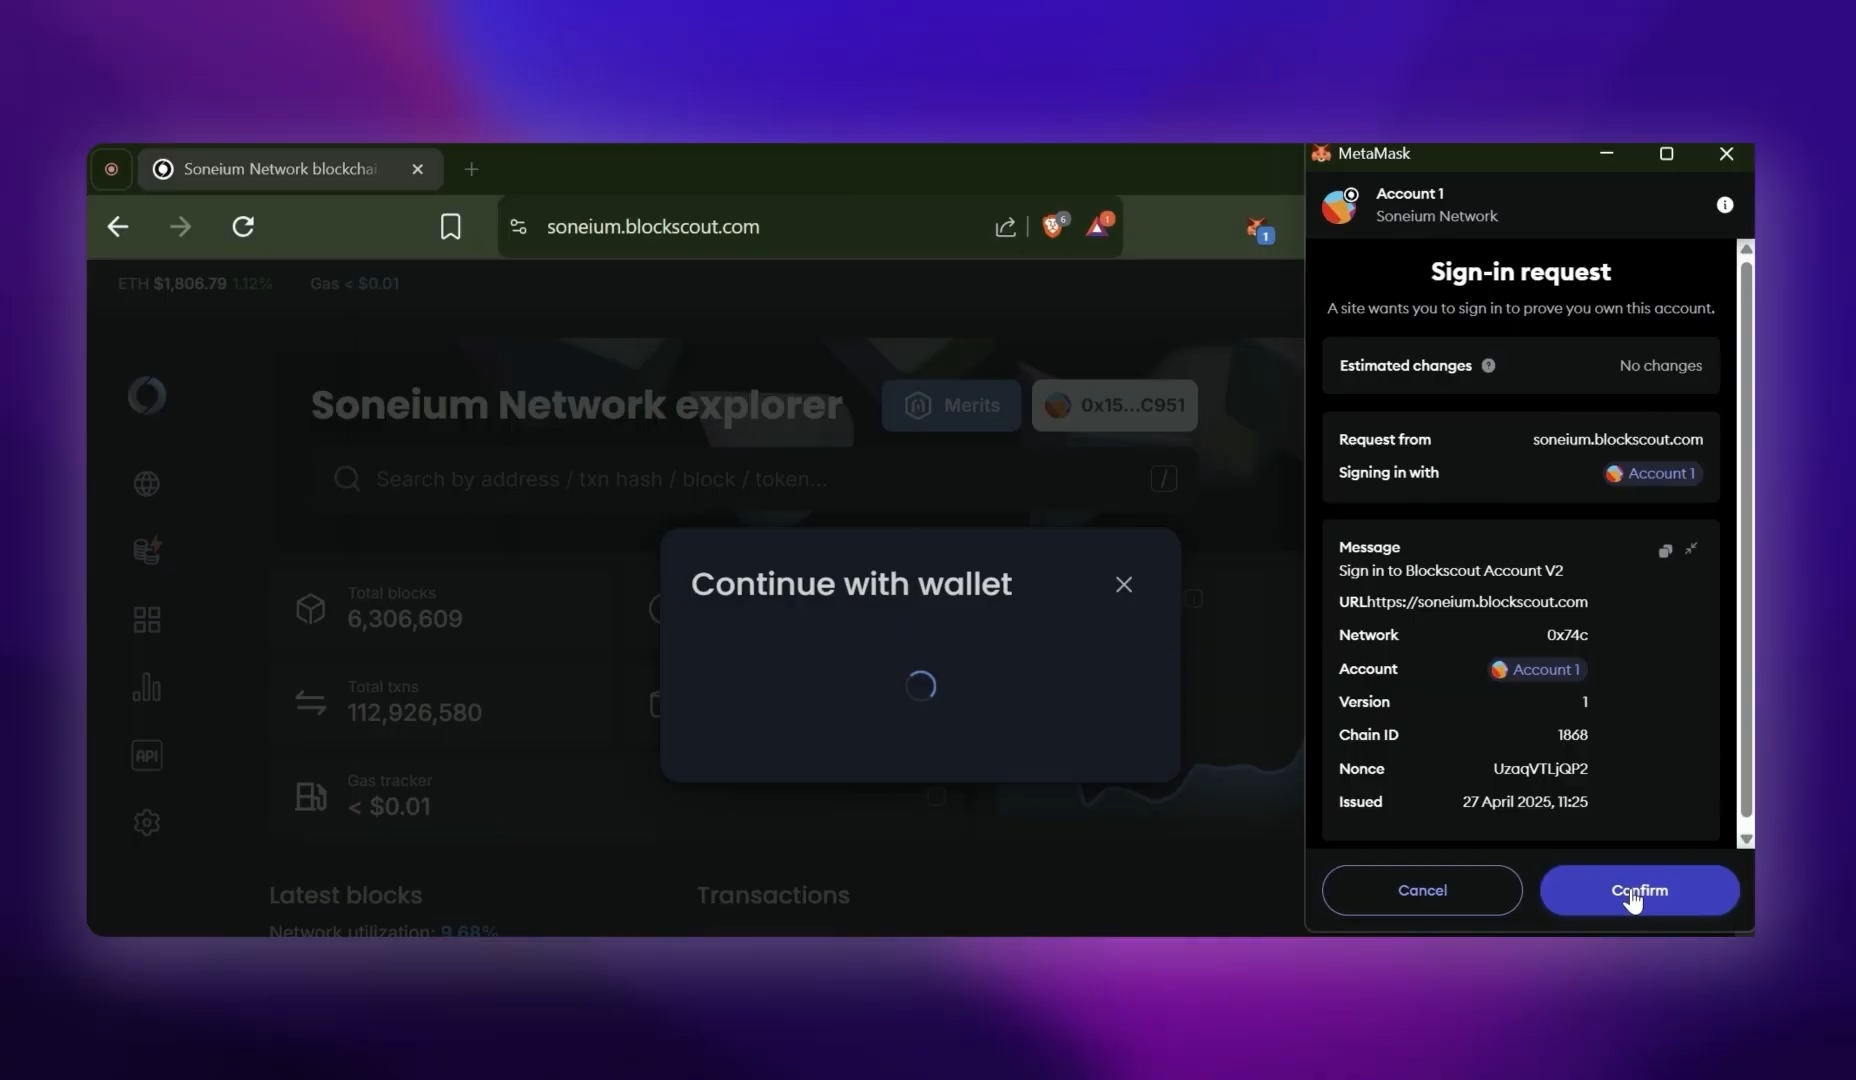 Soneium Network blockchai
soneium.blockscout.com
6
1
1
ETH $1,806.79 1.12% Gas < $0.01
Soneium Network explorer
Merits
0x15...C951
Search by address / txn hash / block / token...
/
Total blocks
6,306,609
Total txns
112,926,580
API
Gas tracker
< $0.01
Latest blocks
Transactions
Network utilization: 9.68%
Continue with wallet
MetaMask
Account 1
Soneium Network
Sign-in request
A site wants you to sign in to prove you own this account.
Estimated changes ? No changes
Request from soneium.blockscout.com
Signing in with Account 1
Message
Sign in to Blockscout Account V2
URLhttps://soneium.blockscout.com
Network 0x74c
Account Account 1
Version 1
Chain ID 1868
Nonce UzaqVTLjQP2
Issued 27 April 2025, 11:25
Cancel
Confirm